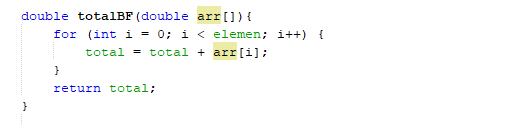 double totalBF(double arr[]){
    for (int i = 0; i < elemen; i++) {
        total = total + arr[i];
    }
    return total;
}